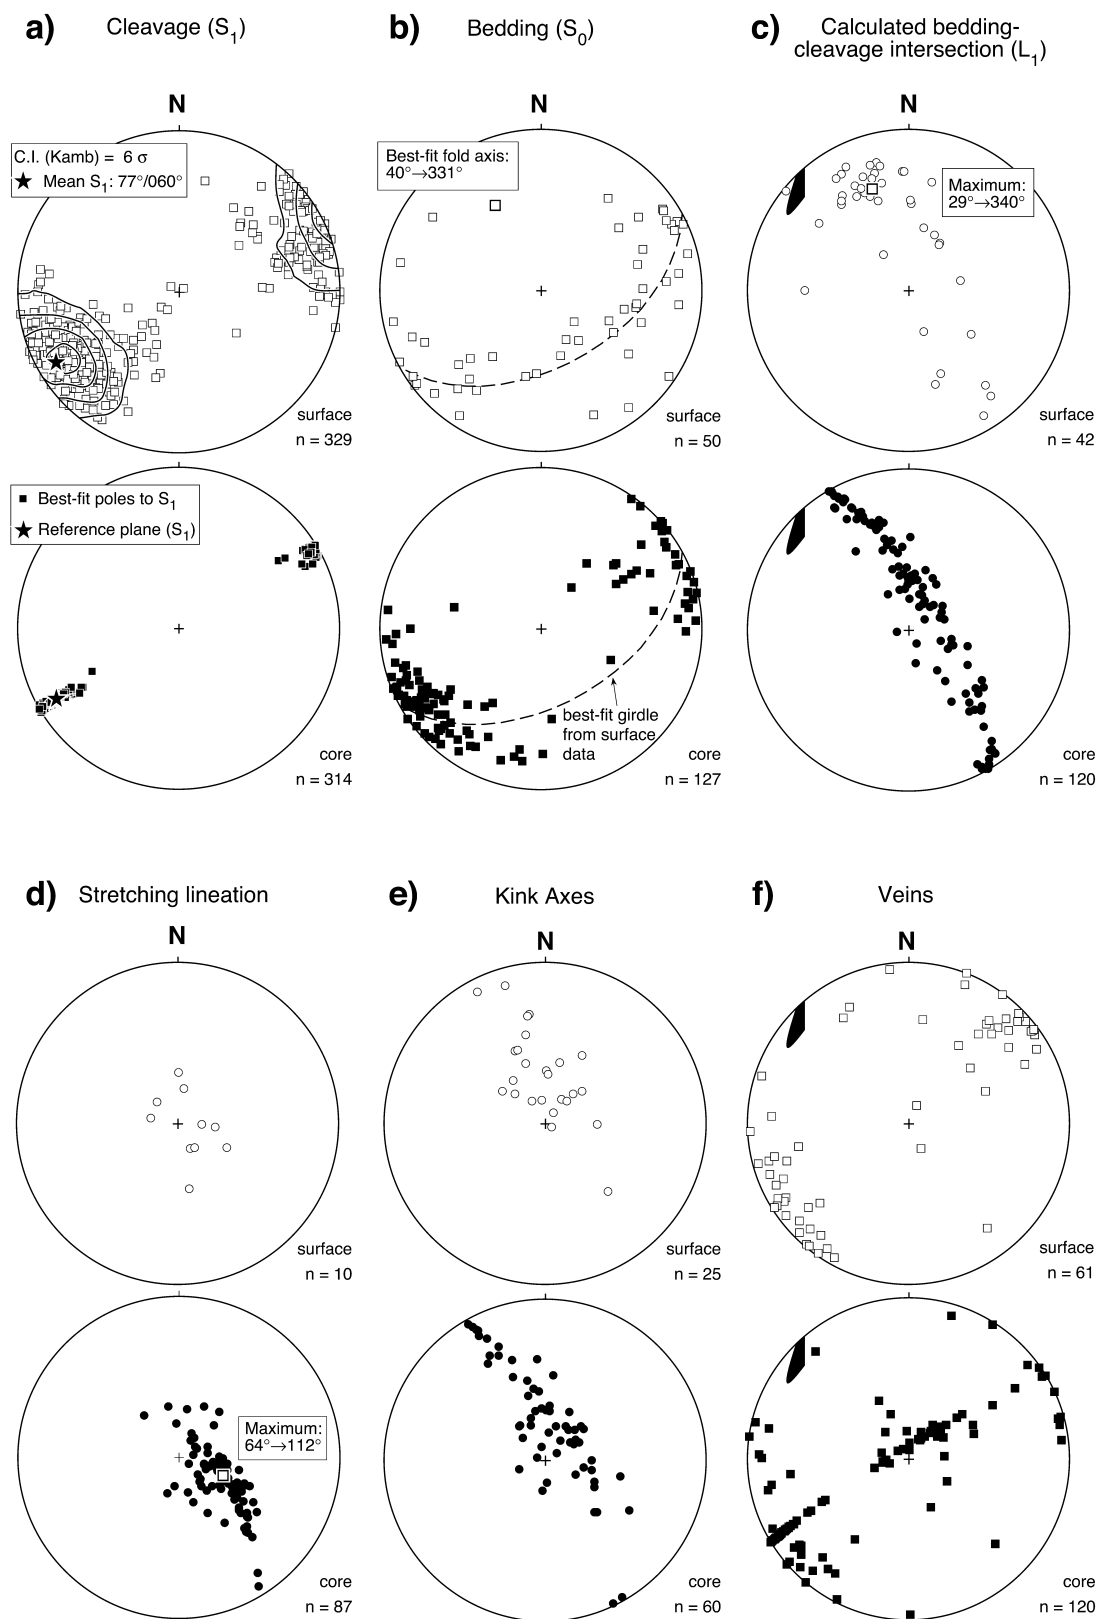 a) Cleavage (S1)
b) Bedding (S0)
c) Calculated bedding-
cleavage intersection (L1)
N
C.I. (Kamb) = 6 σ
★ Mean S1: 77°/060°
surface
n = 329
Best-fit fold axis:
40°→331°
surface
n = 50
N
Maximum:
29°→340°
surface
n = 42
■ Best-fit poles to S1
★ Reference plane (S1)
core
n = 314
best-fit girdle
from surface
data
core
n = 127
core
n = 120
d) Stretching lineation
N
surface
n = 10
e) Kink Axes
N
surface
n = 25
f) Veins
N
surface
n = 61
Maximum:
64°→112°
core
n = 87
core
n = 60
core
n = 120